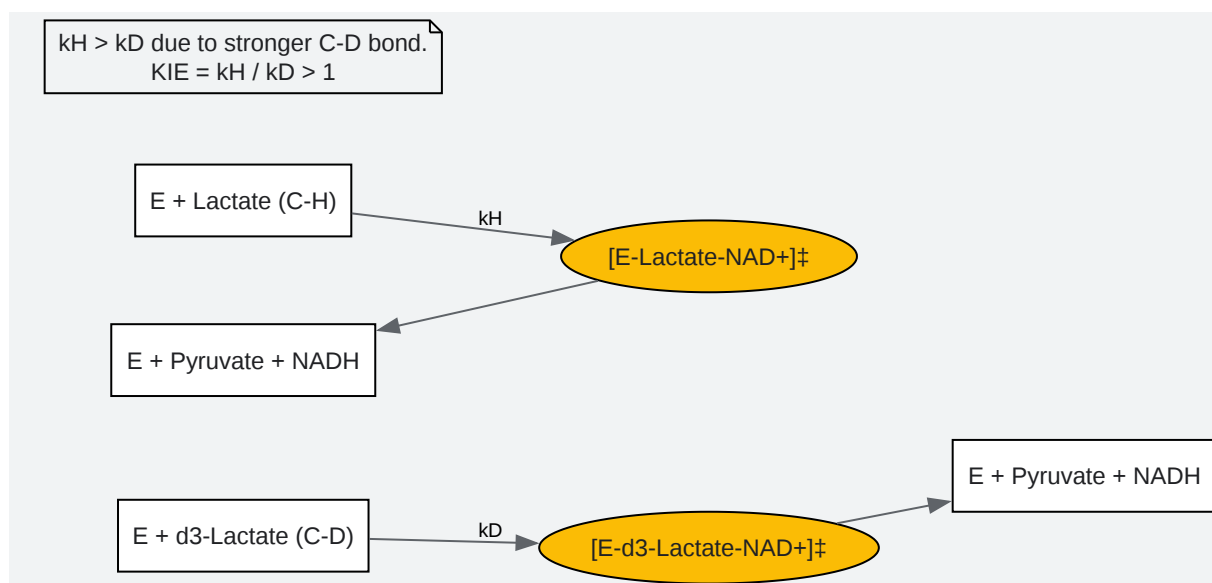 kH > kD due to stronger C-D bond.
KIE = kH / kD > 1
E + Lactate (C-H)
kH
[E-Lactate-NAD+]‡
E + Pyruvate + NADH
E + d3-Lactate (C-D)
kD
[E-d3-Lactate-NAD+]‡
E + Pyruvate + NADH